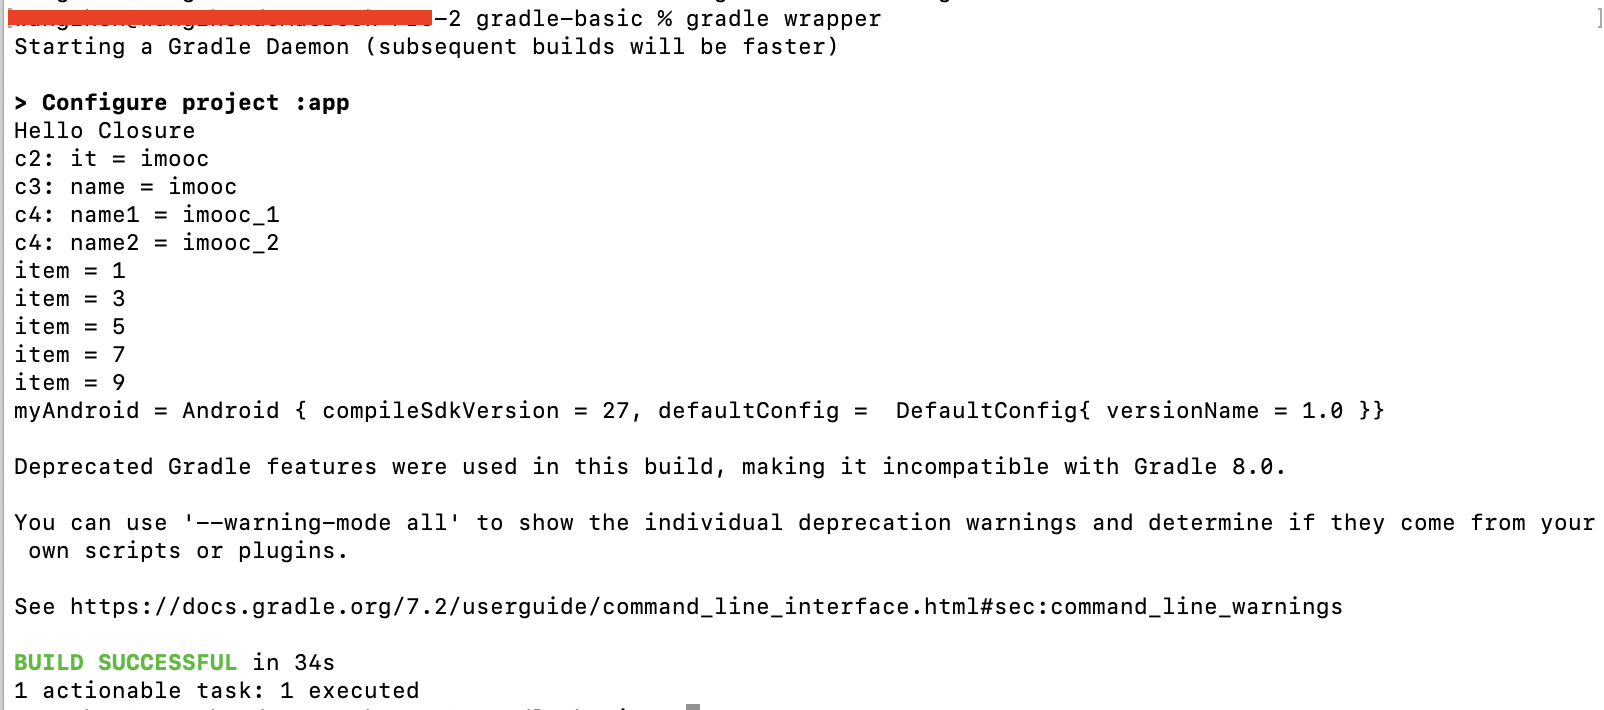 -2 gradle-basic % gradle wrapper
Starting a Gradle Daemon (subsequent builds will be faster)
> Configure project :app
Hello Closure
c2: it = imooc
c3: name = imooc
c4: name1 = imooc_1
c4: name2 = imooc_2
item = 1
item = 3
item = 5
item = 7
item = 9
myAndroid = Android { compileSdkVersion = 27, defaultConfig =  DefaultConfig{ versionName = 1.0 }}
Deprecated Gradle features were used in this build, making it incompatible with Gradle 8.0.
You can use '--warning-mode all' to show the individual deprecation warnings and determine if they come from your
own scripts or plugins.
See https://docs.gradle.org/7.2/userguide/command_line_interface.html#sec:command_line_warnings
BUILD SUCCESSFUL in 34s
1 actionable task: 1 executed